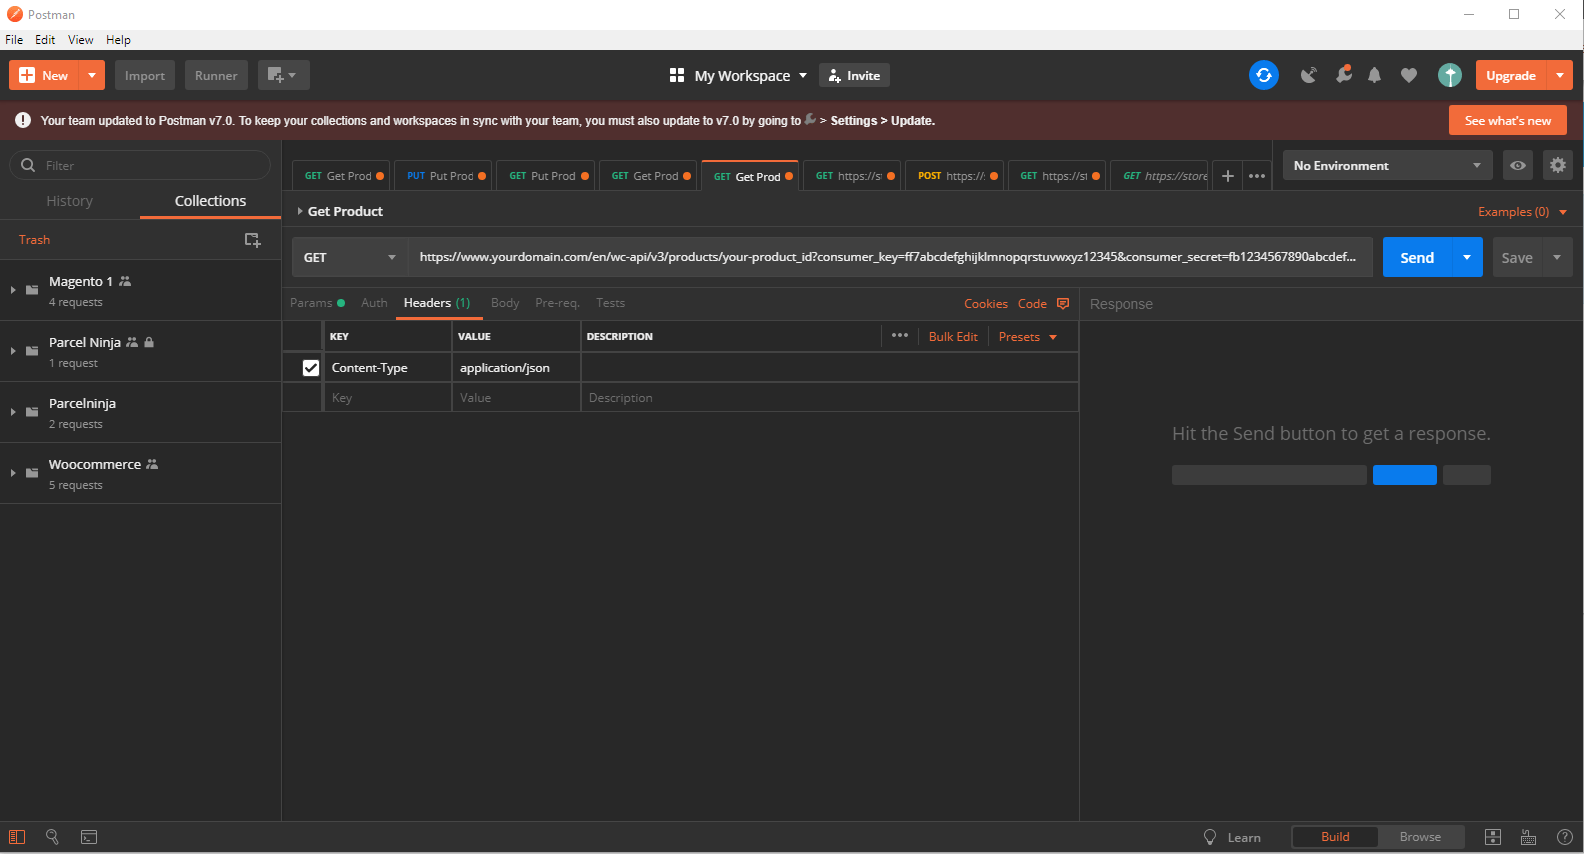 Postman
File Edit View Help
New Import Runner My Workspace Invite Upgrade
Your team updated to Postman v7.0. To keep your collections and workspaces in sync with your team, you must also update to v7.0 by going to > Settings > Update. See what's new
Filter
History Collections
Trash
Magento 1
4 requests
Parcel Ninja
1 request
Parcelninja
2 requests
Woocommerce
5 requests
GET Get Prod PUT Put Prod GET Put Prod GET Get Prod GET Get Prod GET https://st POST https:// GET https://st GET https://store
No Environment
Get Product Examples (0)
GET https://www.yourdomain.com/en/wc-api/v3/products/your-product_id?consumer_key=ff7abcdefghijklmnopqrstuvwxyz12345&consumer_secret=fb1234567890abcdef... Send Save
Params Auth Headers (1) Body Pre-req. Tests Cookies Code Response
KEY VALUE DESCRIPTION Bulk Edit Presets
Content-Type application/json
Key Value Description
Hit the Send button to get a response.
Learn Build Browse